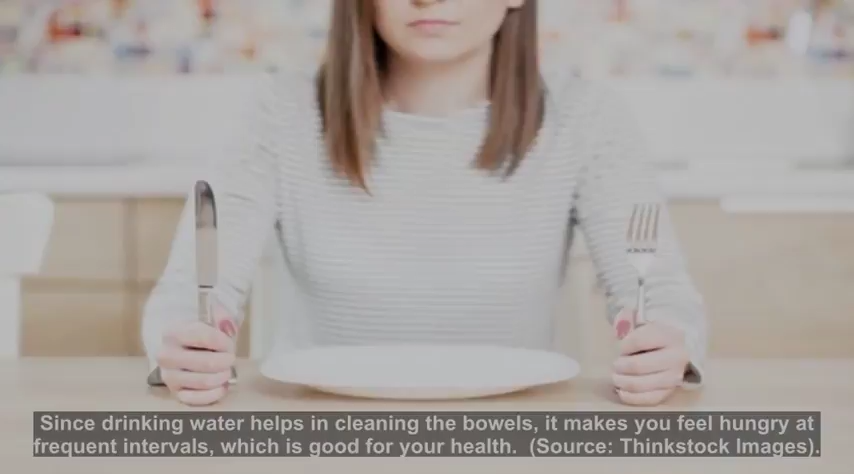 Since drinking water helps in cleaning the bowels, it makes you feel hungry at
frequent intervals, which is good for your health.  (Source: Thinkstock Images).